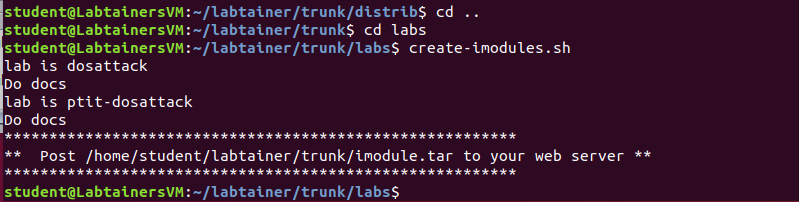 student@LabtainersVM:~/labtainer/trunk/distrib$ cd ..
student@LabtainersVM:~/labtainer/trunk$ cd labs
student@LabtainersVM:~/labtainer/trunk/labs$ create-imodules.sh
lab is dosattack
Do docs
lab is ptit-dosattack
Do docs
*********************************************************
**  Post /home/student/labtainer/trunk/imodule.tar to your web server **
*********************************************************
student@LabtainersVM:~/labtainer/trunk/labs$